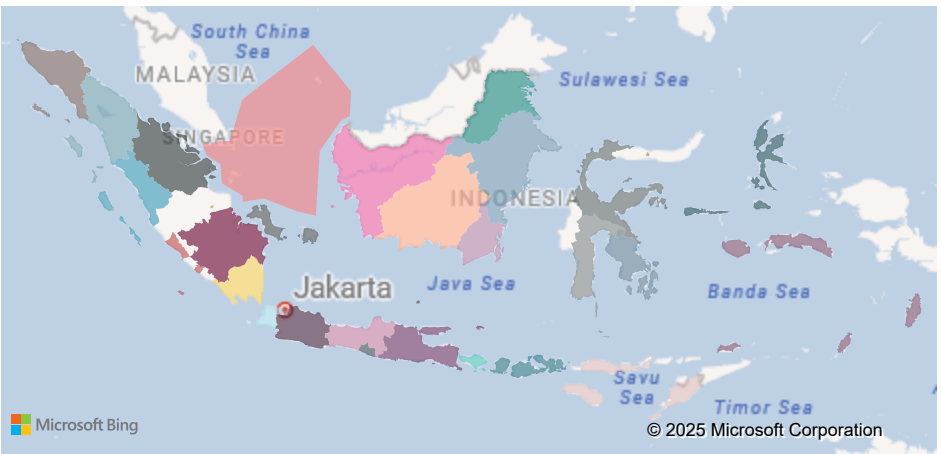 South China
Sea
Sulawesi Sea
MALAYSIA
SINGAPORE
INDONESIA
Jakarta
Java Sea
Banda Sea
Savu
Sea
Timor Sea
Microsoft Bing
© 2025 Microsoft Corporation